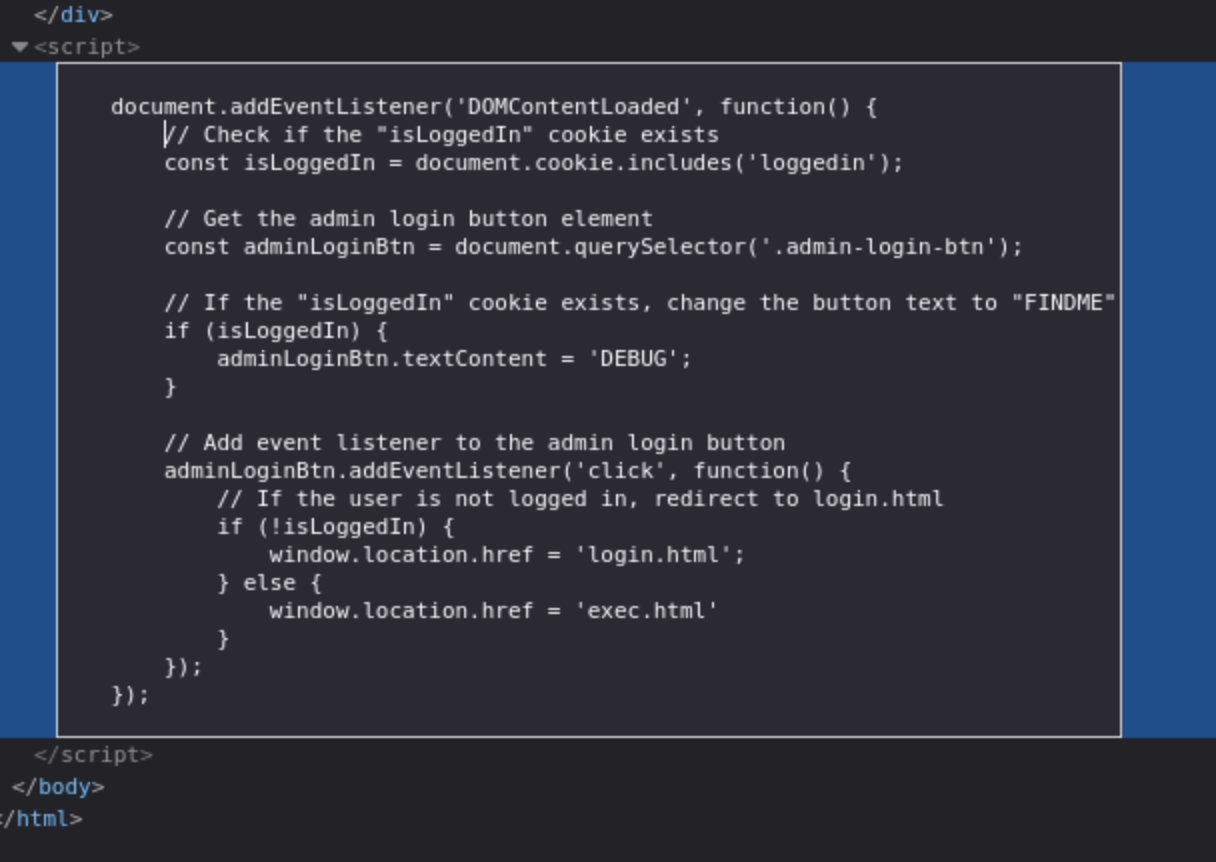 </div>
<script>
document.addEventListener('DOMContentLoaded', function() {
// Check if the "isLoggedIn" cookie exists
const isLoggedIn = document.cookie.includes('loggedin');
// Get the admin login button element
const adminLoginBtn = document.querySelector('.admin-login-btn');
// If the "isLoggedIn" cookie exists, change the button text to "FINDME"
if (isLoggedIn) {
adminLoginBtn.textContent = 'DEBUG';
}
// Add event listener to the admin login button
adminLoginBtn.addEventListener('click', function() {
// If the user is not logged in, redirect to login.html
if (!isLoggedIn) {
window.location.href = 'login.html';
} else {
window.location.href = 'exec.html'
}
});
});
</script>
</body>
</html>